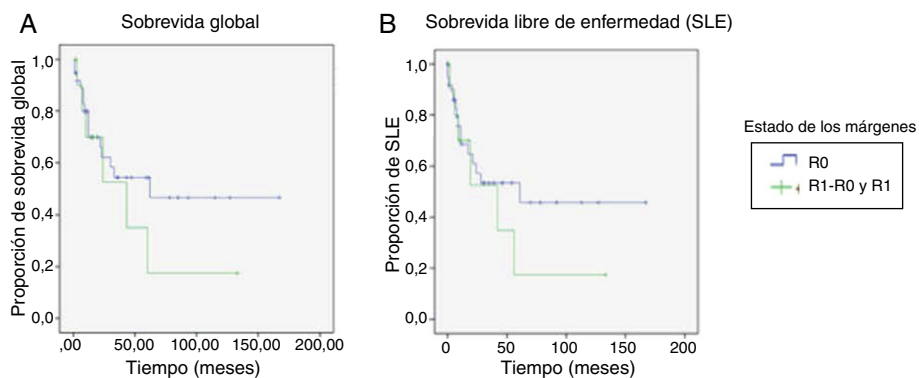 A Sobrevida global
Proporción de sobrevida global
1,0
0,8
0,6
0,4
0,2
0,0
,00 50,00 100,00 150,00 200,00
Tiempo (meses)
B Sobrevida libre de enfermedad (SLE)
Proporción de SLE
1,0
0,8
0,6
0,4
0,2
0,0
0 50 100 150 200
Tiempo (meses)
Estado de los márgenes
R0
R1-R0 y R1